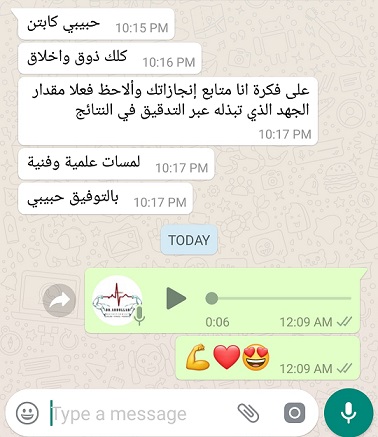 حبيبي كابتن
10:15 PM
كلك ذوق واخلاق
10:16 PM
على فكرة انا متابع إنجازاتك وألاحظ فعلا مقدار
الجهد الذي تبذله عبر التدقيق في النتائج
10:17 PM
لمسات علمية وفنية
10:17 PM
بالتوفيق حبيبي
10:17 PM
TODAY
0:06
12:09 AM
💪❤️😍
12:09 AM
Type a message